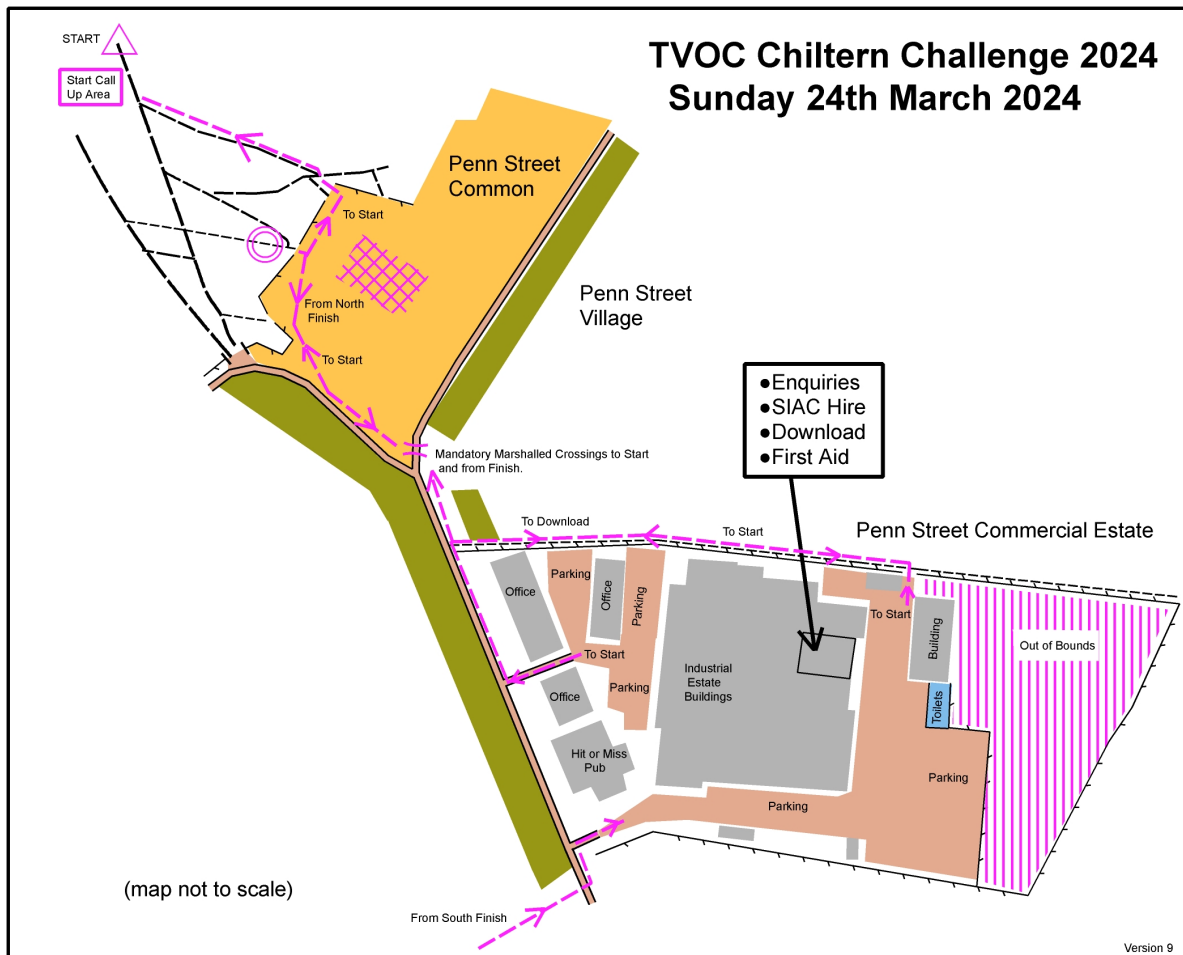 START
Start Call
Up Area
TVOC Chiltern Challenge 2024
Sunday 24th March 2024
Penn Street
Common
To Start
From North
Finish
To Start
Penn Street
Village
●Enquiries
●SIAC Hire
●Download
●First Aid
Mandatory Marshalled Crossings to Start
and from Finish.
To Download
To Start
Penn Street Commercial Estate
Office
Parking
Office
Parking
To Start
Building
Out of Bounds
To Start
Industrial
Estate
Buildings
Parking
Office
Toilets
Hit or Miss
Pub
Parking
Parking
(map not to scale)
From South Finish
Version 9